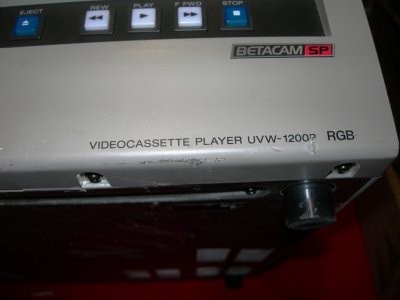 EJECT REW PLAY F FWD STOP
BETACAM SP
VIDEOCASSETTE PLAYER UVW-1200P RGB